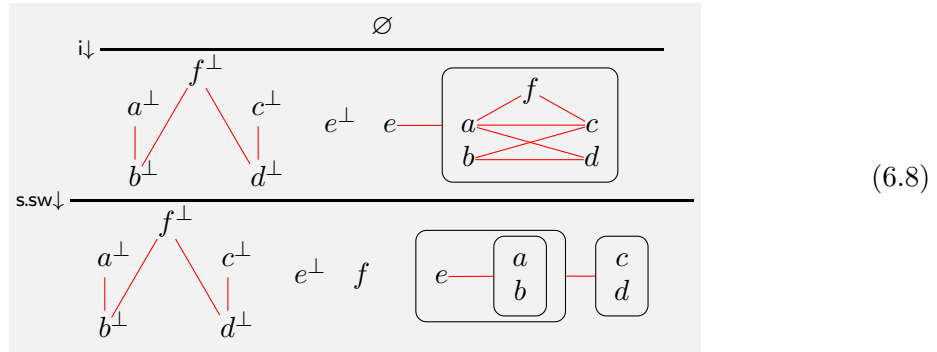 ∅
i↓
f⊥
f
a⊥ c⊥ e⊥ e a c
b d
b⊥ d⊥
(6.8)
s.sw↓
f⊥
a⊥ c⊥ e⊥ f e a c
b d
b⊥ d⊥